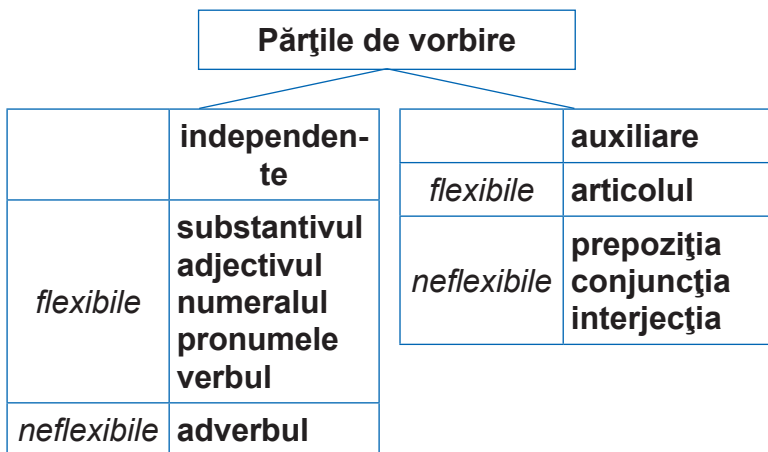 Părţile de vorbire
independen-
te
flexibile
substantivul
adjectivul
numeralul
pronumele
verbul
neflexibile
adverbul
auxiliare
flexibile
articolul
neflexibile
prepoziţia
conjuncţia
interjecţia